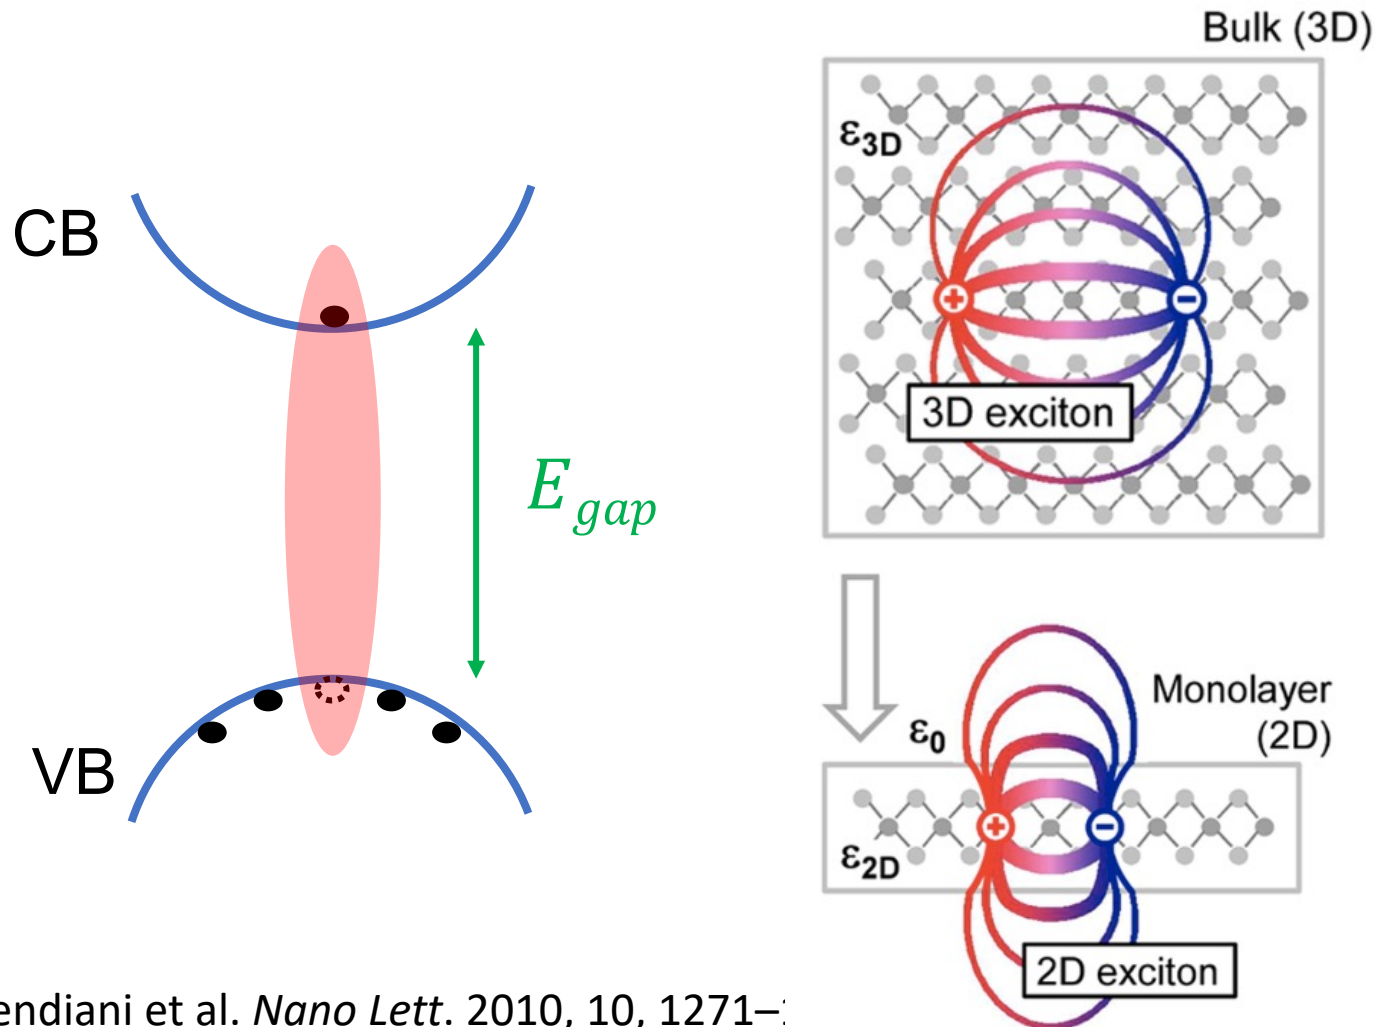 CB
E_gap
VB
Bulk (3D)
ε3D
+
−
3D exciton
Monolayer
(2D)
ε0
+
−
ε2D
2D exciton
endiani et al. Nano Lett. 2010, 10, 1271–